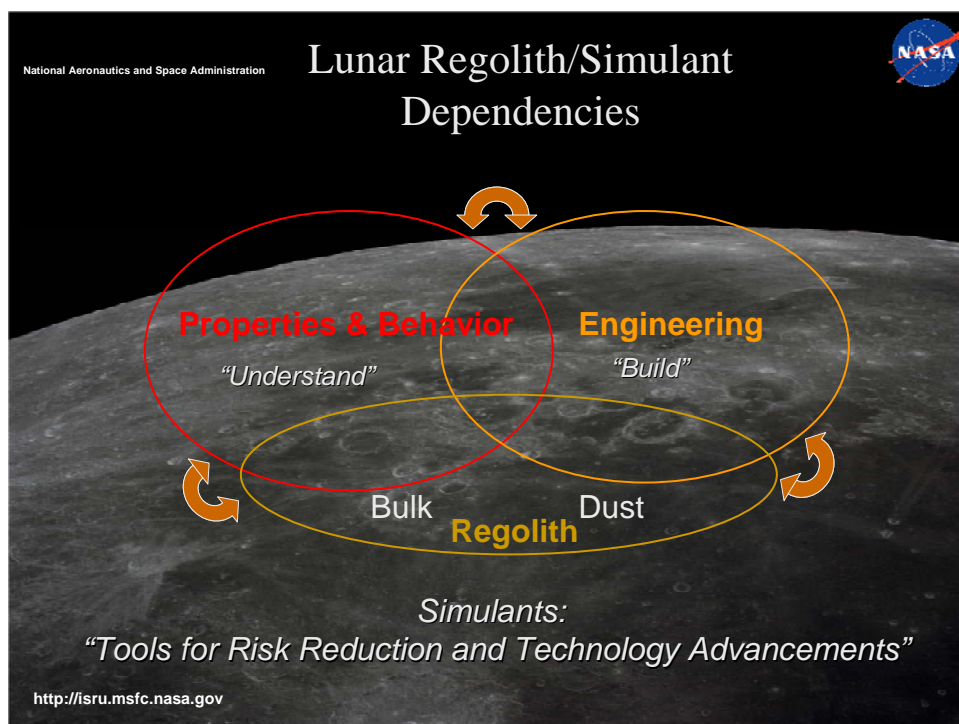 National Aeronautics and Space Administration
Lunar Regolith/Simulant
Dependencies
NASA
Properties & Behavior
Engineering
“Understand”
“Build”
Bulk
Dust
Regolith
Simulants:
“Tools for Risk Reduction and Technology Advancements”
http://isru.msfc.nasa.gov